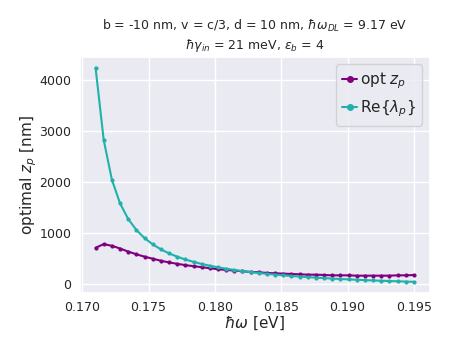 b = -10 nm, v = c/3, d = 10 nm, ħω_DL = 9.17 eV
ħγ_in = 21 meV, ε_b = 4
opt z_p
Re{λ_p}
optimal z_p [nm]
4000
3000
2000
1000
0
0.170 0.175 0.180 0.185 0.190 0.195
ħω [eV]